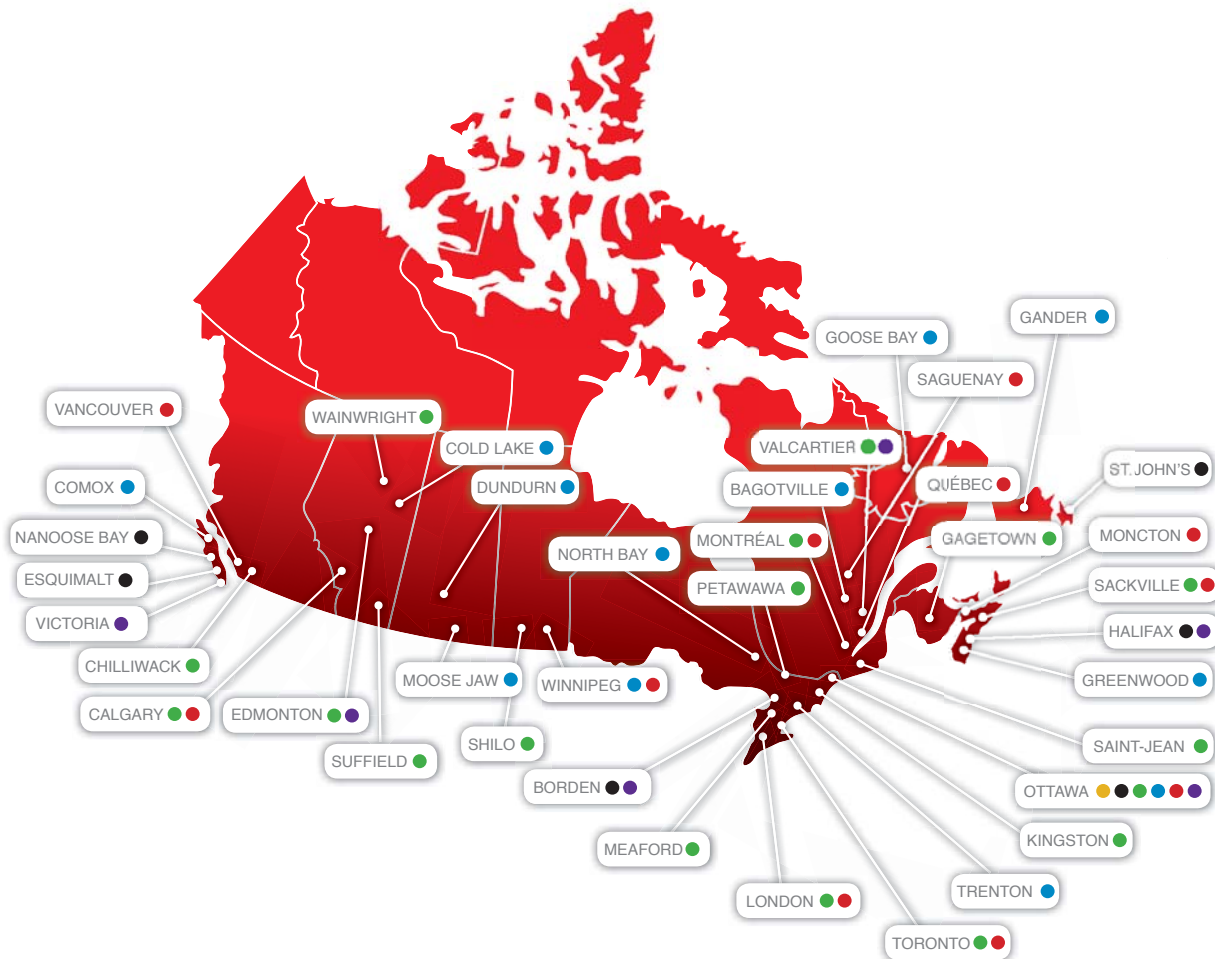 GANDER
GOOSE BAY
SAGUENAY
VANCOUVER
WAINWRIGHT
COLD LAKE
VALCARTIER
ST. JOHN'S
COMOX
DUNDURN
BAGOTVILLE
QUÉBEC
NANOOSE BAY
NORTH BAY
MONTRÉAL
GAGETOWN
MONCTON
ESQUIMALT
PETAWAWA
SACKVILLE
VICTORIA
HALIFAX
CHILLIWACK
MOOSE JAW
WINNIPEG
GREENWOOD
CALGARY
EDMONTON
SHILO
SAINT-JEAN
SUFFIELD
BORDEN
OTTAWA
MEAFORD
KINGSTON
LONDON
TRENTON
TORONTO